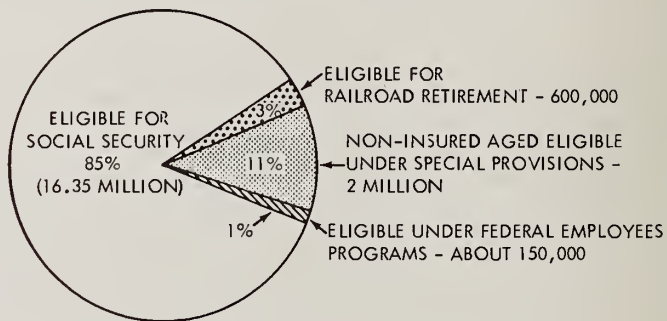 ELIGIBLE FOR
SOCIAL SECURITY
85%
(16.35 MILLION)
3%
11%
1%
ELIGIBLE FOR
RAILROAD RETIREMENT - 600,000
NON-INSURED AGED ELIGIBLE
UNDER SPECIAL PROVISIONS -
2 MILLION
ELIGIBLE UNDER FEDERAL EMPLOYEES
PROGRAMS - ABOUT 150,000